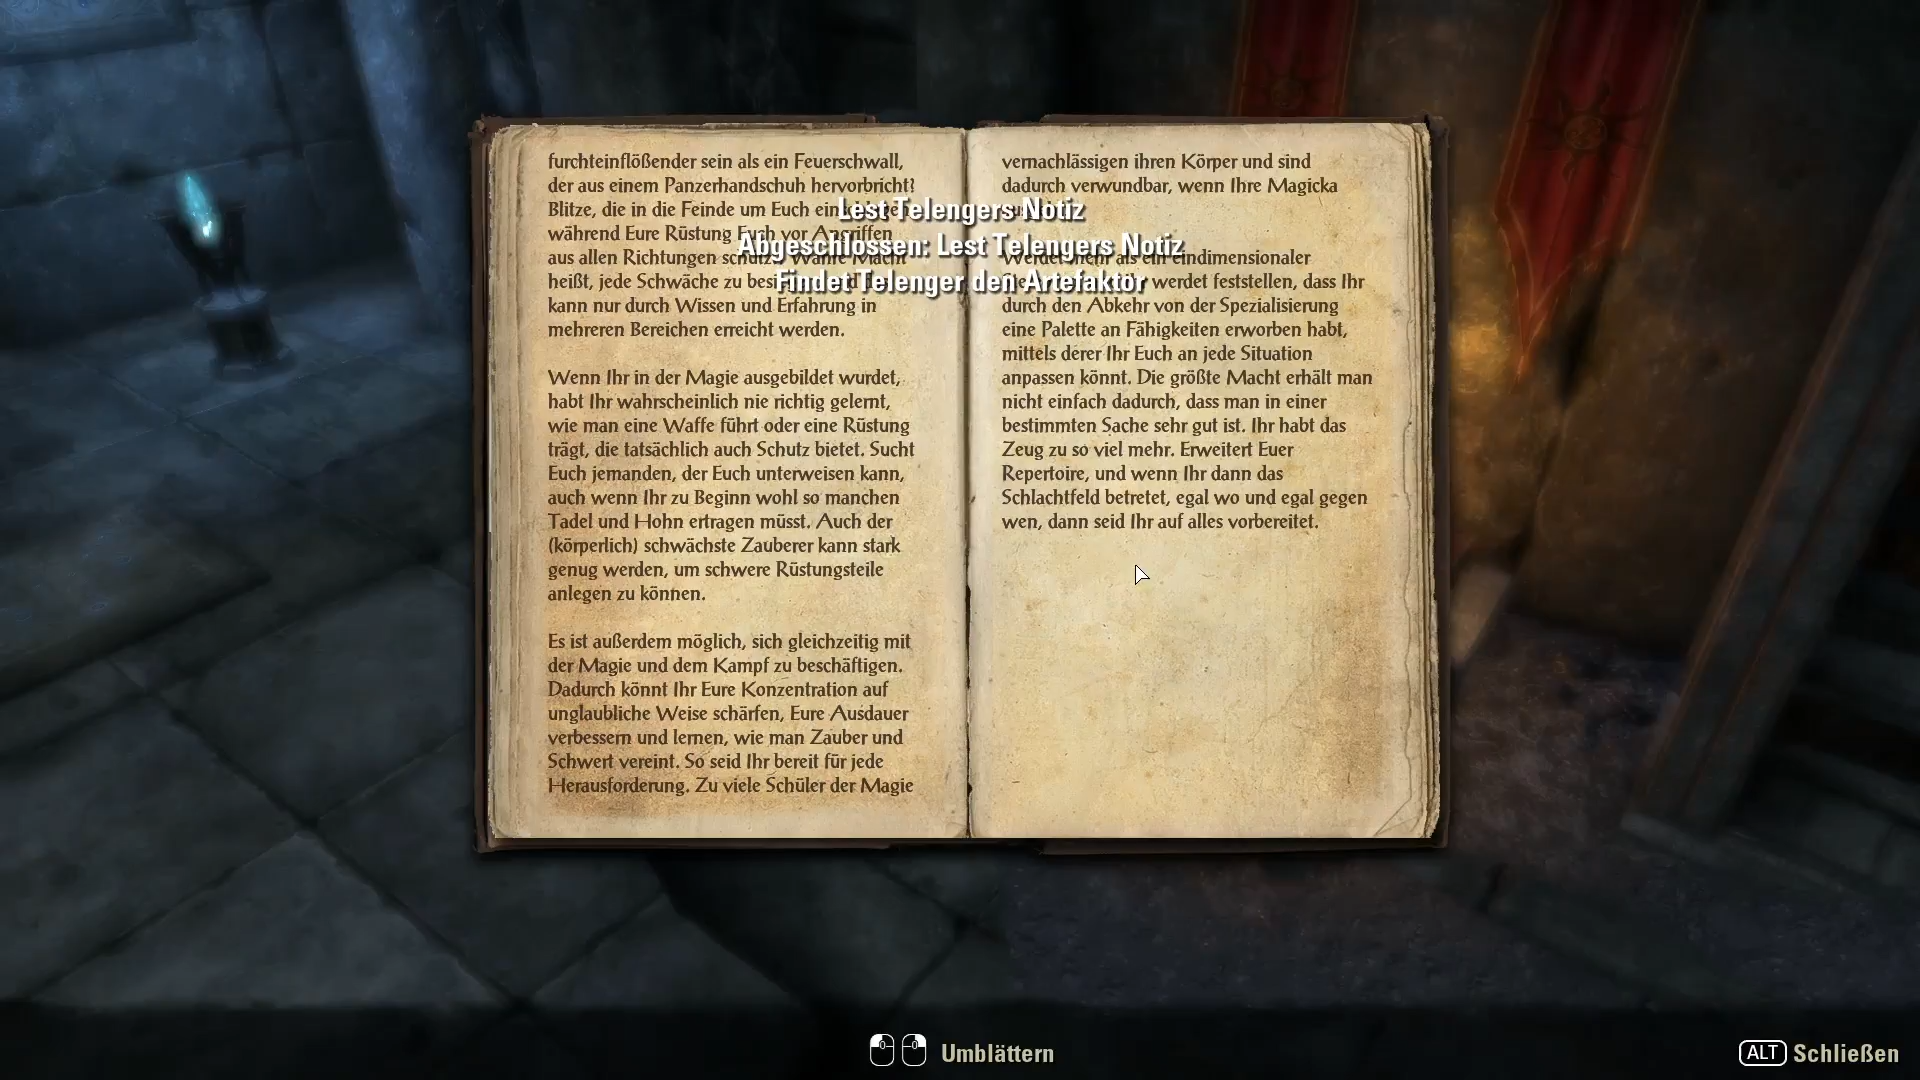 furchteinflößender sein als ein Feuerschwall,
der aus einem Panzerhandschuh hervorbricht?
Blitze, die in die Feinde um Euch
während Eure Rüstung Euch vor Angriffen
aus allen Richtungen Wahre Macht
heißt, jede Schwäche zu
kann nur durch Wissen und Erfahrung in
mehreren Bereichen erreicht werden.
Wenn Ihr in der Magie ausgebildet wurdet,
habt Ihr wahrscheinlich nie richtig gelernt,
wie man eine Waffe führt oder eine Rüstung
trägt, die tatsächlich auch Schutz bietet. Sucht
Euch jemanden, der Euch unterweisen kann,
auch wenn Ihr zu Beginn wohl so manchen
Tadel und Hohn ertragen müsst. Auch der
(körperlich) schwächste Zauberer kann stark
genug werden, um schwere Rüstungsteile
anlegen zu können.
Es ist außerdem möglich, sich gleichzeitig mit
der Magie und dem Kampf zu beschäftigen.
Dadurch könnt Ihr Eure Konzentration auf
unglaubliche Weise schärfen, Eure Ausdauer
verbessern und lernen, wie man Zauber und
Schwert vereint. So seid Ihr bereit für jede
Herausforderung. Zu viele Schüler der Magie
vernachlässigen ihren Körper und sind
dadurch verwundbar, wenn Ihre Magicka
Werdet mehr als ein eindimensionaler
werdet feststellen, dass Ihr
durch den Abkehr von der Spezialisierung
eine Palette an Fähigkeiten erworben habt,
mittels derer Ihr Euch an jede Situation
anpassen könnt. Die größte Macht erhält man
nicht einfach dadurch, dass man in einer
bestimmten Sache sehr gut ist. Ihr habt das
Zeug zu so viel mehr. Erweitert Euer
Repertoire, und wenn Ihr dann das
Schlachtfeld betretet, egal wo und egal gegen
wen, dann seid Ihr auf alles vorbereitet.
Lest Telengers Notiz
Abgeschlossen: Lest Telengers Notiz
Findet Telenger den Artefaktor
Umblättern
ALT Schließen